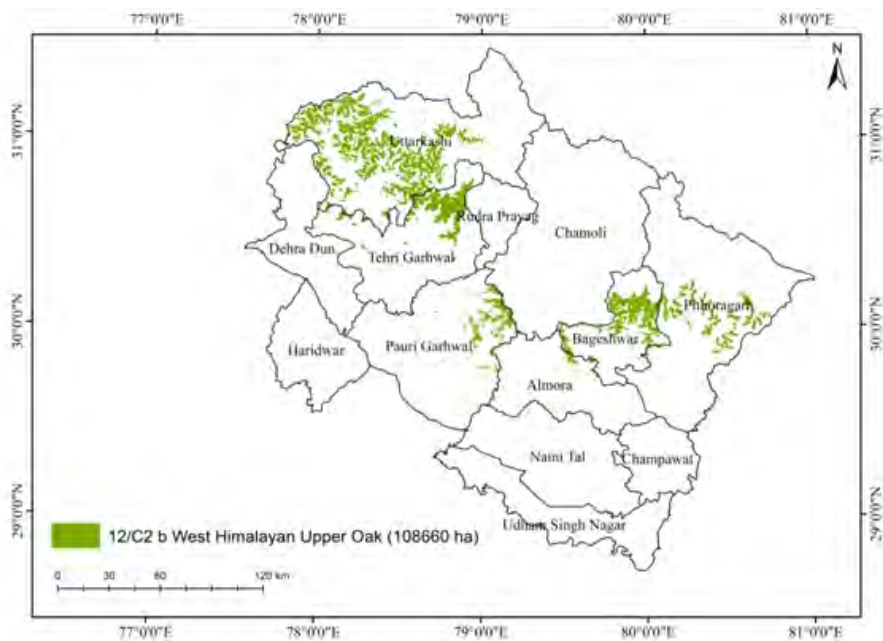 77°0'0"E 78°0'0"E 79°0'0"E 80°0'0"E 81°0'0"E
N
31°0'0"N 31°0'0"N
Uttarkashi
Rudra Prayag
Chamoli
Dehra Dun
Tehri Garhwal
Pithoragarh
30°0'0"N 30°0'0"N
Haridwar
Pauri Garhwal
Bageshwar
Almora
Naini Tal
Champawat
29°0'0"N 29°0'0"N
Udham Singh Nagar
12/C2 b West Himalayan Upper Oak (108660 ha)
0 30 60 120 km
77°0'0"E 78°0'0"E 79°0'0"E 80°0'0"E 81°0'0"E